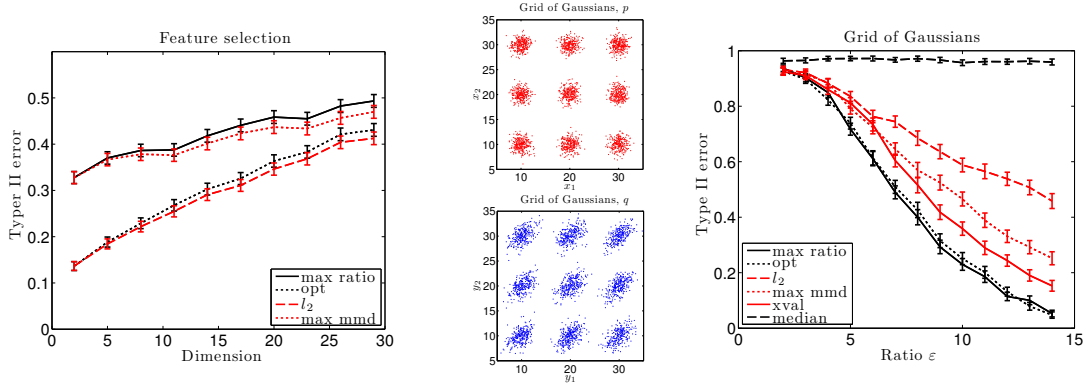 Feature selection
Typer II error
0.5
0.4
0.3
0.2
0.1
0
0 5 10 15 20 25 30
Dimension
max ratio
opt
l₂
max mmd
Grid of Gaussians, p
x₂
35
30
25
20
15
10
5
10 20 30
x₁
Grid of Gaussians, q
y₂
35
30
25
20
15
10
5
10 20 30
y₁
Grid of Gaussians
Type II error
1
0.8
0.6
0.4
0.2
0
0 5 10 15
Ratio ε
max ratio
opt
l₂
max mmd
xval
median